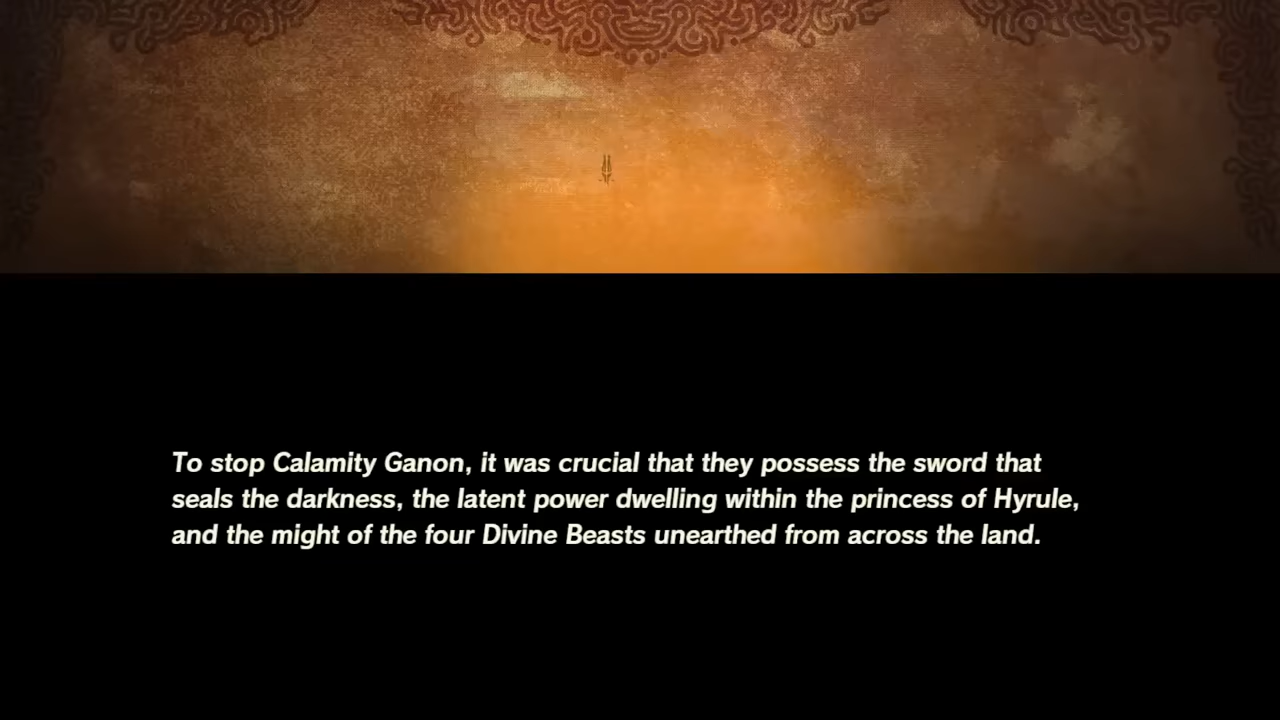 To stop Calamity Ganon, it was crucial that they possess the sword that
seals the darkness, the latent power dwelling within the princess of Hyrule,
and the might of the four Divine Beasts unearthed from across the land.